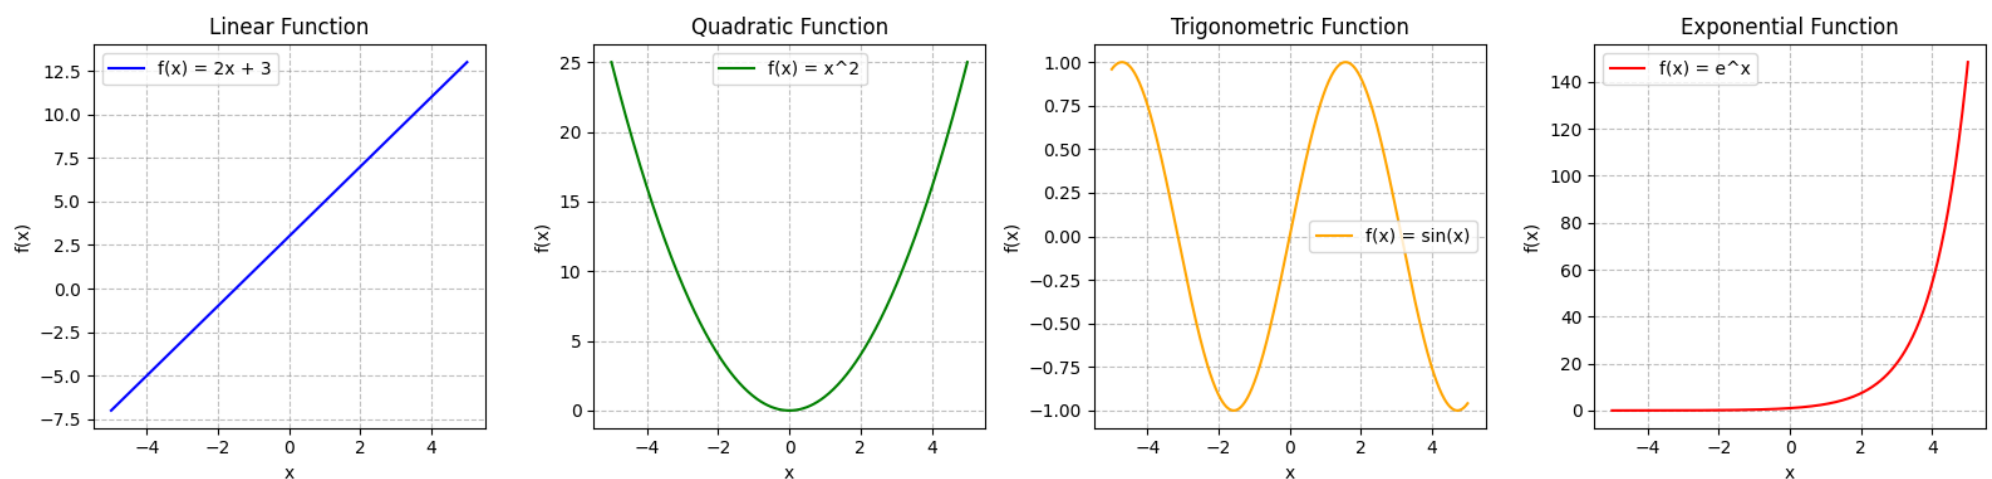 Linear Function
f(x) = 2x + 3
12.5
10.0
7.5
5.0
2.5
0.0
−2.5
−5.0
−7.5
f(x)
−4 −2 0 2 4
x
Quadratic Function
f(x) = x^2
25
20
15
10
5
0
f(x)
−4 −2 0 2 4
x
Trigonometric Function
1.00
0.75
0.50
0.25
0.00
−0.25
−0.50
−0.75
−1.00
f(x)
f(x) = sin(x)
−4 −2 0 2 4
x
Exponential Function
f(x) = e^x
140
120
100
80
60
40
20
0
f(x)
−4 −2 0 2 4
x